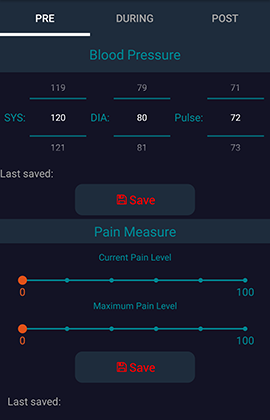 PRE DURING POST
Blood Pressure
119 79 71
SYS: 120 DIA: 80 Pulse: 72
121 81 73
Last saved:
Save
Pain Measure
Current Pain Level
0 100
Maximum Pain Level
0 100
Save
Last saved: